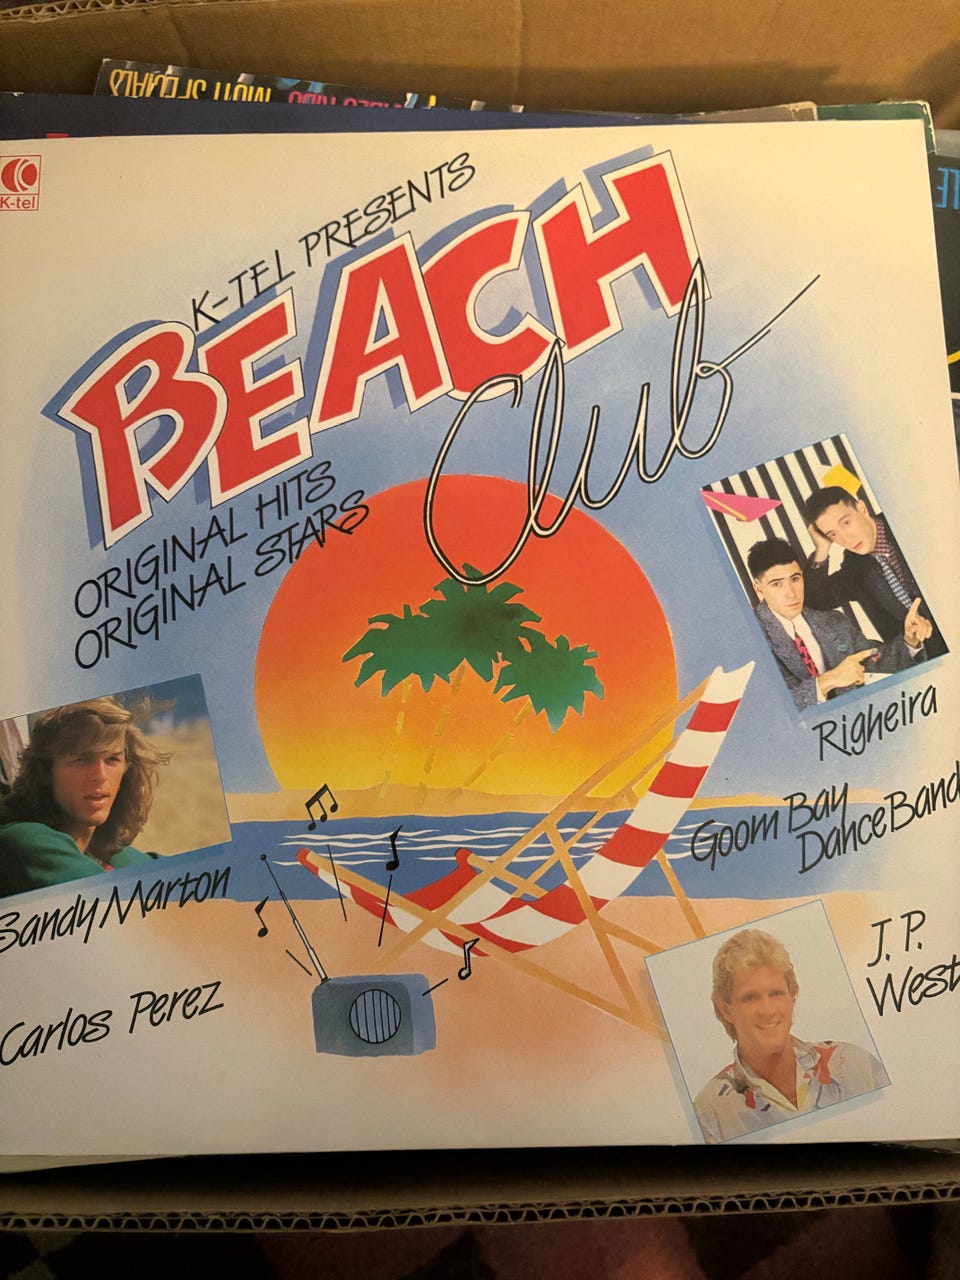 K-tel
K-TEL PRESENTS
BEACH
Club
ORIGINAL HITS
ORIGINAL STARS
Righeira
Goom Bay
Dance Band
Sandy Marton
J. P.
West
Carlos Perez